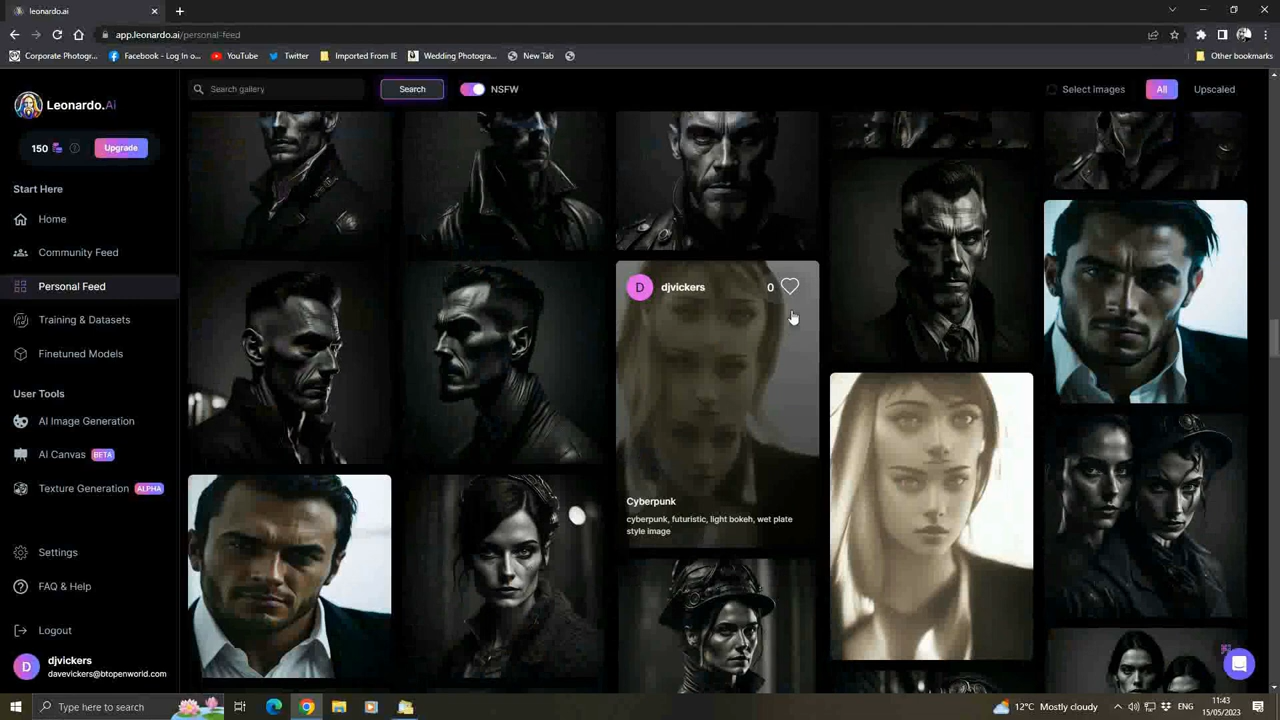 leonardo.ai
app.leonardo.ai/personal-feed
Corporate Photogr...
Facebook - Log In o...
YouTube
Twitter
Imported From IE
Wedding Photogra...
New Tab
Other bookmarks
Leonardo.Ai
Search gallery
Search
NSFW
Select images
All
Upscaled
150
Upgrade
Start Here
Home
Community Feed
Personal Feed
Training & Datasets
Finetuned Models
User Tools
AI Image Generation
AI Canvas BETA
Texture Generation ALPHA
Settings
FAQ & Help
Logout
D
djvickers
davevickers@btopenworld.com
D
djvickers
0
Cyberpunk
cyberpunk, futuristic, light bokeh, wet plate
style image
Type here to search
12°C Mostly cloudy
ENG
11:43
15/05/2023